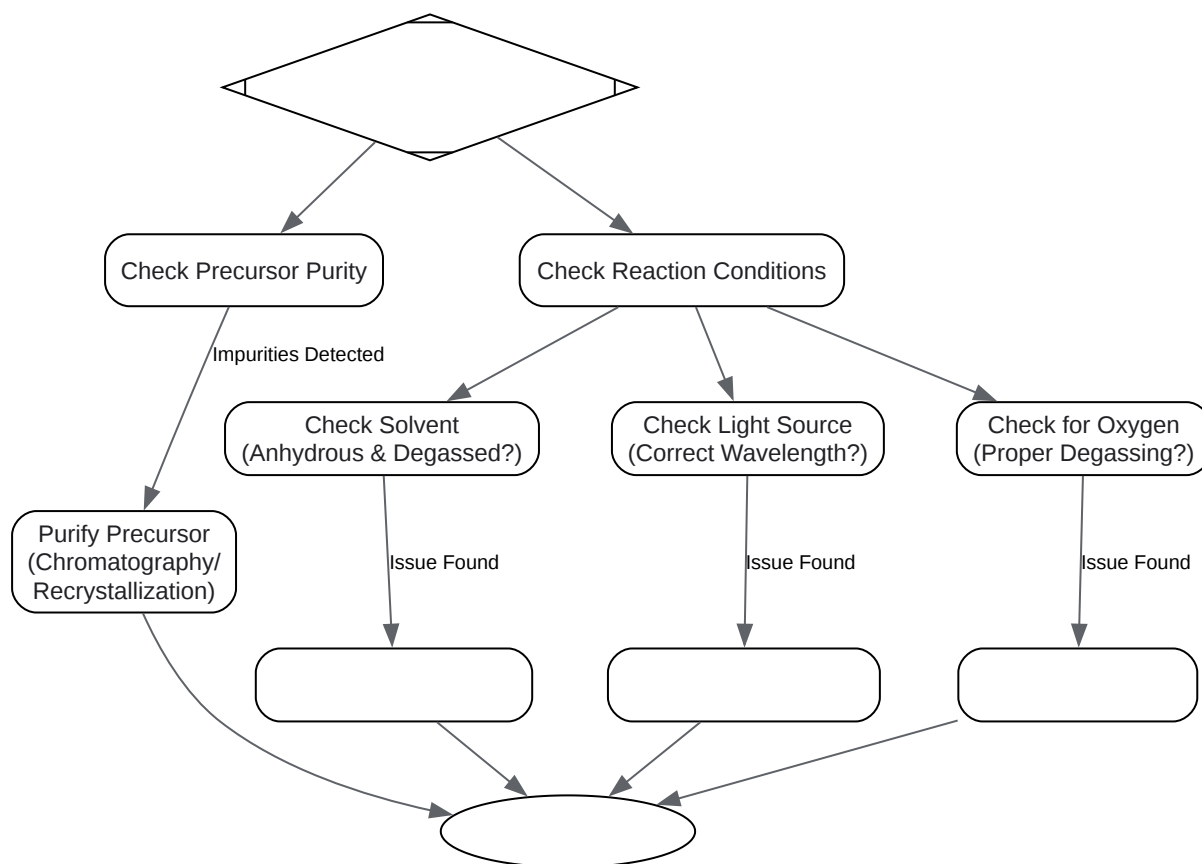 Check Precursor Purity
Check Reaction Conditions
Impurities Detected
Check Solvent
(Anhydrous & Degassed?)
Check Light Source
(Correct Wavelength?)
Check for Oxygen
(Proper Degassing?)
Purify Precursor
(Chromatography/
Recrystallization)
Issue Found
Issue Found
Issue Found